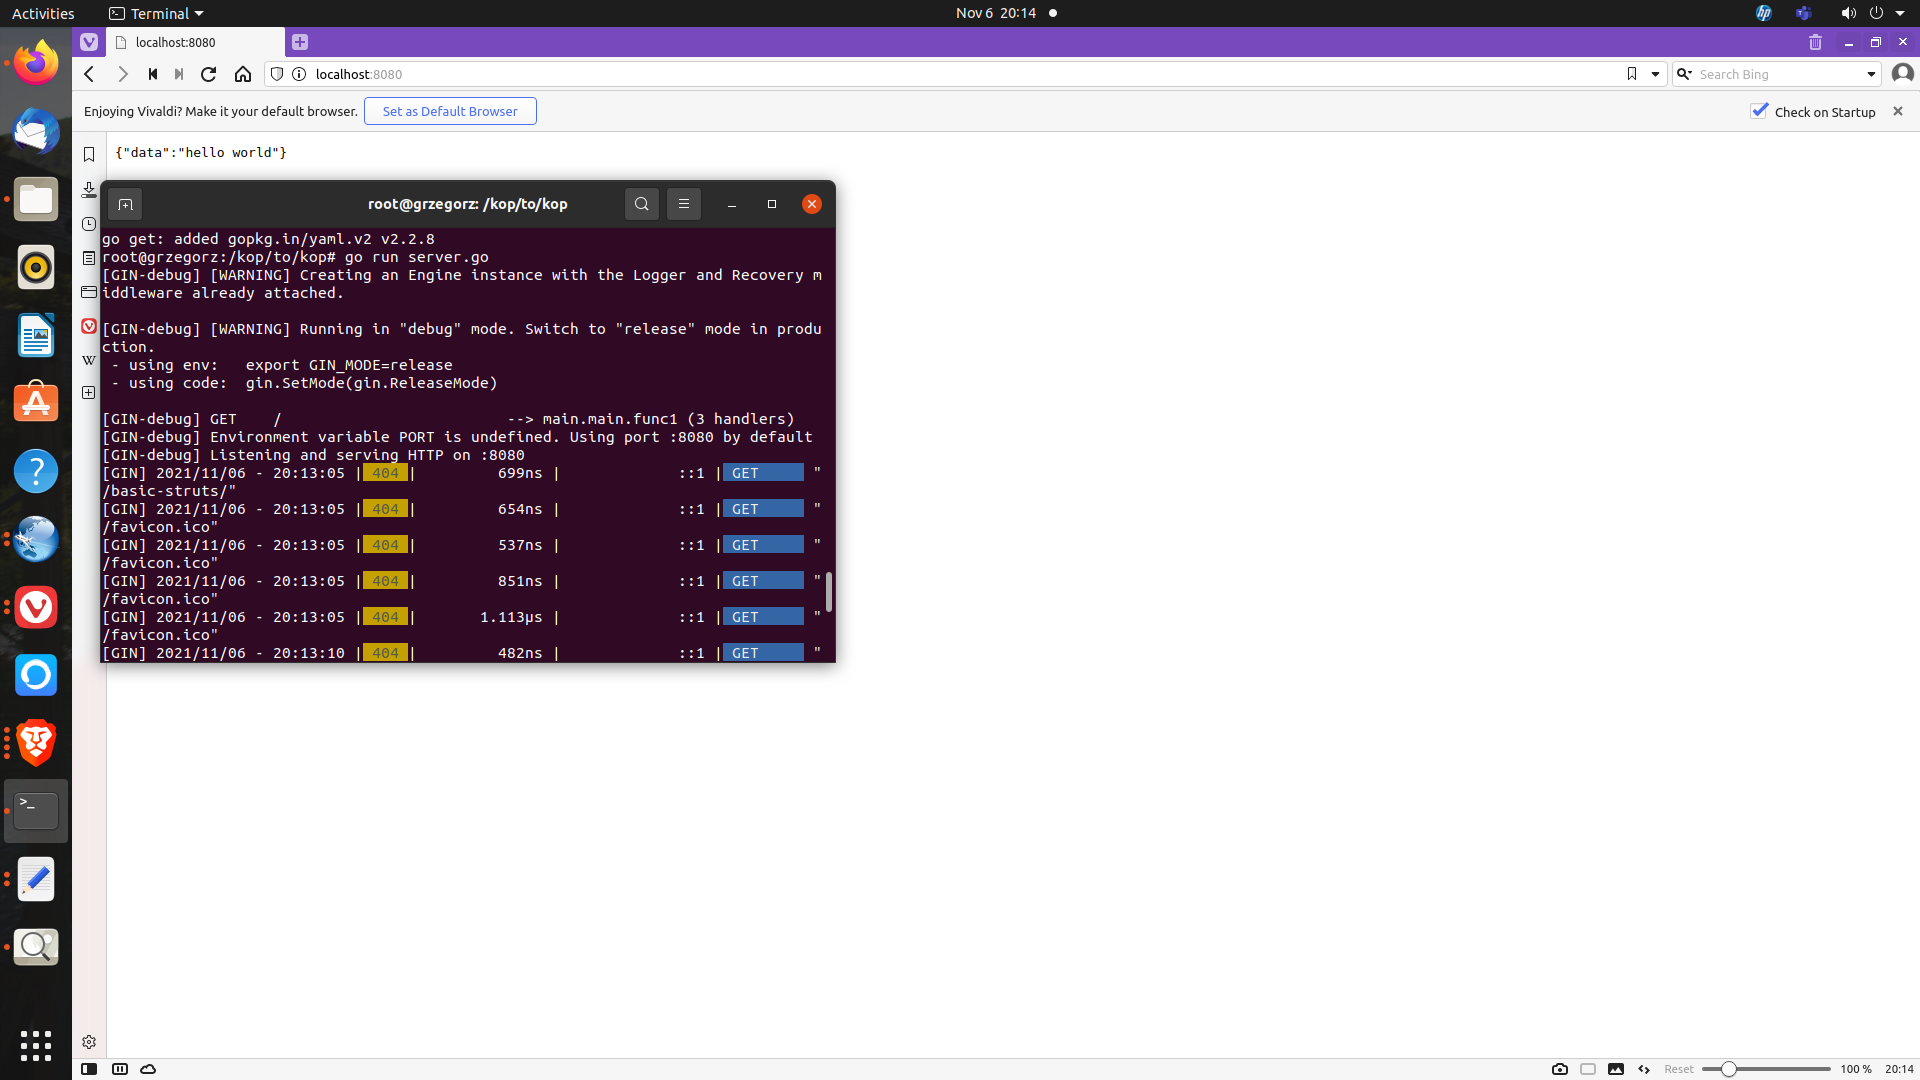 Activities
Terminal
Nov 6 20:14
hp
localhost:8080
localhost:8080
Search Bing
Enjoying Vivaldi? Make it your default browser.
Set as Default Browser
Check on Startup
{"data":"hello world"}
root@grzegorz: /kop/to/kop
go get: added gopkg.in/yaml.v2 v2.2.8
root@grzegorz:/kop/to/kop# go run server.go
[GIN-debug] [WARNING] Creating an Engine instance with the Logger and Recovery m
iddleware already attached.
[GIN-debug] [WARNING] Running in "debug" mode. Switch to "release" mode in produ
ction.
- using env:   export GIN_MODE=release
- using code:  gin.SetMode(gin.ReleaseMode)
[GIN-debug] GET    /                         --> main.main.func1 (3 handlers)
[GIN-debug] Environment variable PORT is undefined. Using port :8080 by default
[GIN-debug] Listening and serving HTTP on :8080
[GIN] 2021/11/06 - 20:13:05 | 404 |         699ns |             ::1 | GET      "
/basic-struts/"
[GIN] 2021/11/06 - 20:13:05 | 404 |         654ns |             ::1 | GET      "
/favicon.ico"
[GIN] 2021/11/06 - 20:13:05 | 404 |         537ns |             ::1 | GET      "
/favicon.ico"
[GIN] 2021/11/06 - 20:13:05 | 404 |         851ns |             ::1 | GET      "
/favicon.ico"
[GIN] 2021/11/06 - 20:13:05 | 404 |       1.113µs |             ::1 | GET      "
/favicon.ico"
[GIN] 2021/11/06 - 20:13:10 | 404 |         482ns |             ::1 | GET      "
W
Reset
100 %
20:14